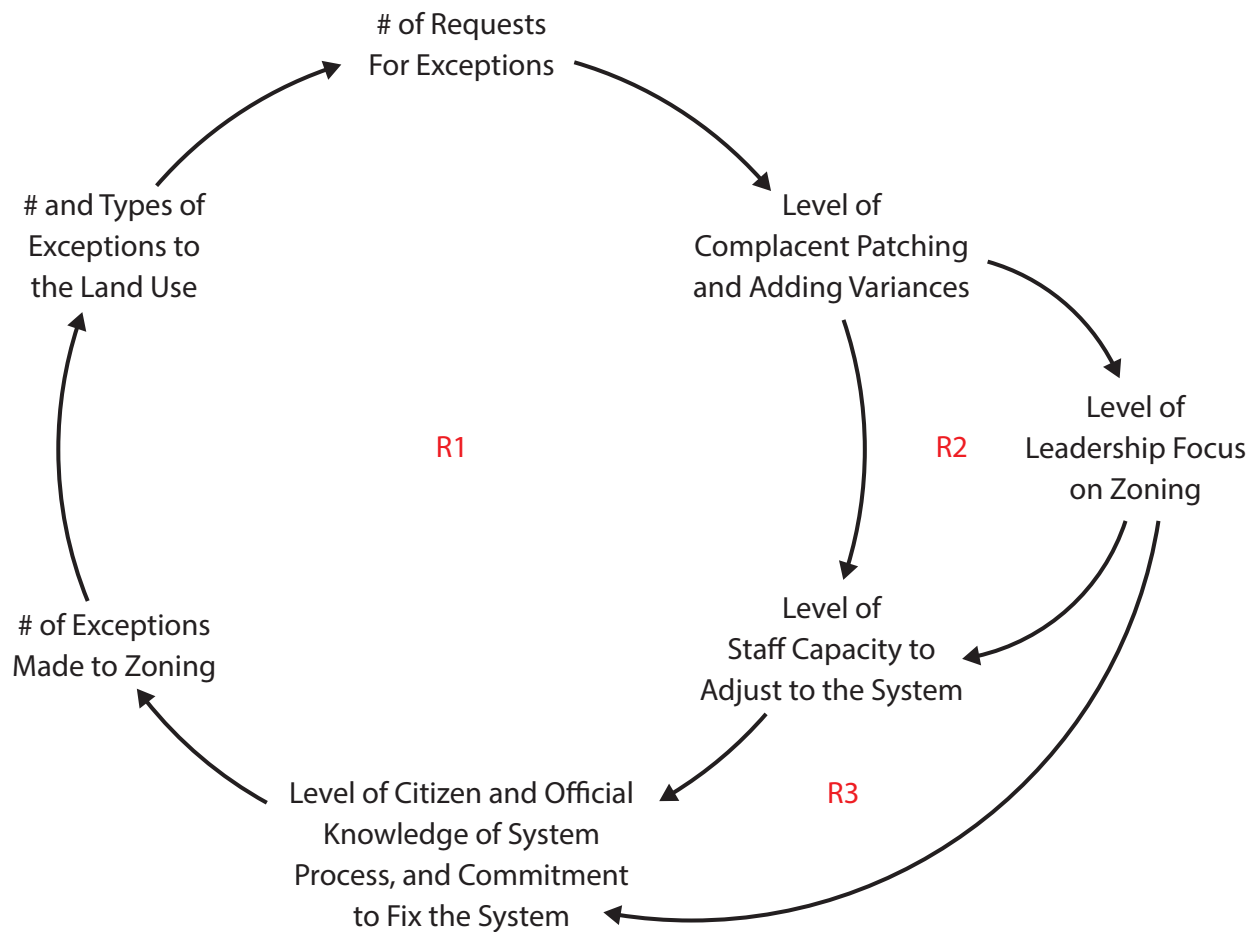 # of Requests
For Exceptions
# and Types of
Exceptions to
the Land Use
Level of
Complacent Patching
and Adding Variances
Level of
Leadership Focus
on Zoning
R1
R2
Level of
Staff Capacity to
Adjust to the System
# of Exceptions
Made to Zoning
Level of Citizen and Official
Knowledge of System
Process, and Commitment
to Fix the System
R3